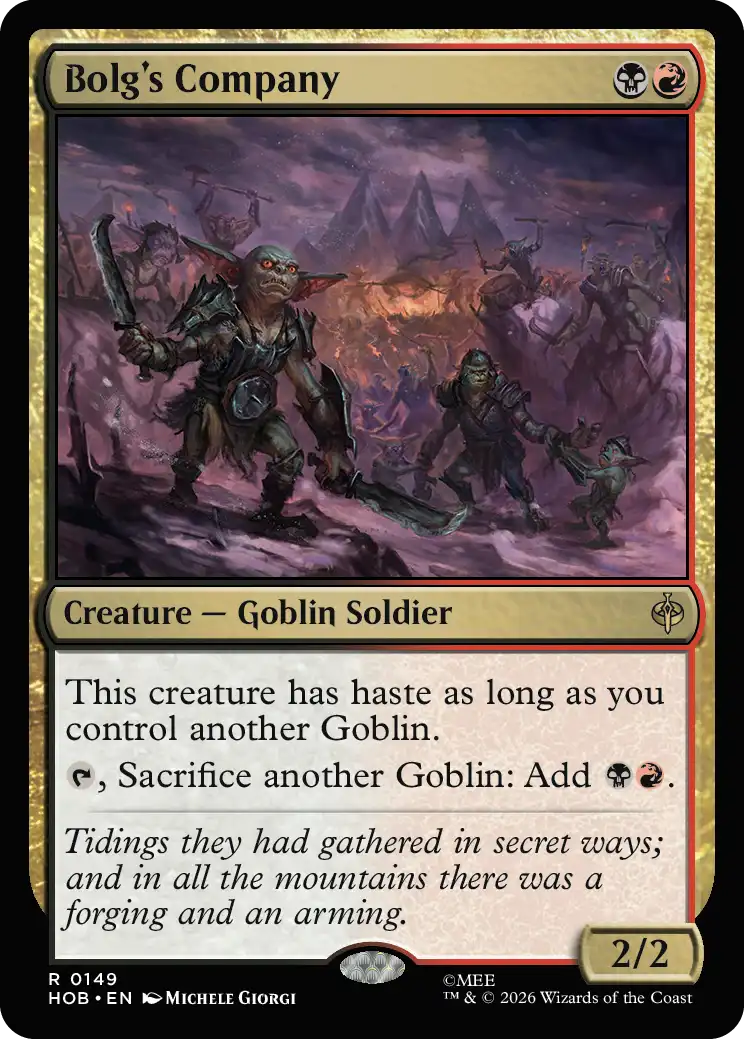 Bolg's Company
Creature — Goblin Soldier
This creature has haste as long as you
control another Goblin.
, Sacrifice another Goblin: Add .
Tidings they had gathered in secret ways;
and in all the mountains there was a
forging and an arming.
2/2
R 0149
HOB • EN Michele Giorgi
©MEE
™ & © 2026 Wizards of the Coast